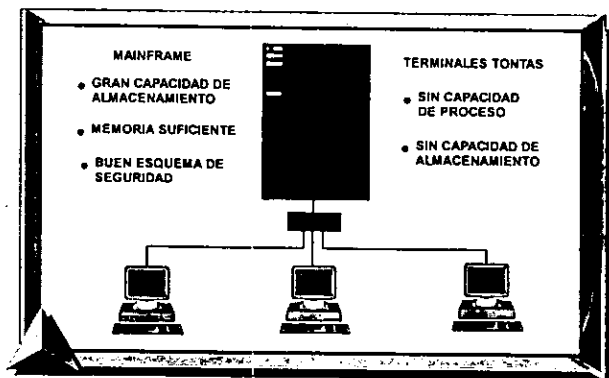 MAINFRAME
• GRAN CAPACIDAD DE
ALMACENAMIENTO
• MEMORIA SUFICIENTE
• BUEN ESQUEMA DE
SEGURIDAD
TERMINALES TONTAS
• SIN CAPACIDAD
DE PROCESO
• SIN CAPACIDAD DE
ALMACENAMIENTO